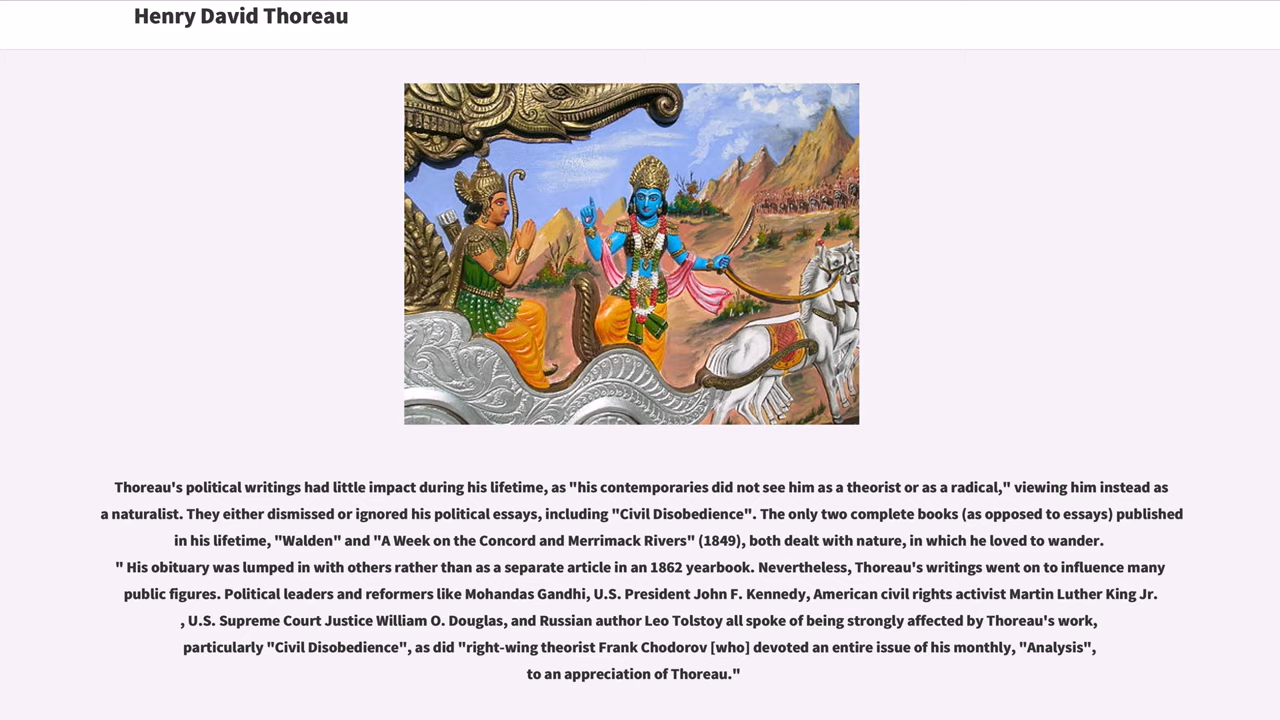 Henry David Thoreau
Thoreau's political writings had little impact during his lifetime, as "his contemporaries did not see him as a theorist or as a radical," viewing him instead as
a naturalist. They either dismissed or ignored his political essays, including "Civil Disobedience". The only two complete books (as opposed to essays) published
in his lifetime, "Walden" and "A Week on the Concord and Merrimack Rivers" (1849), both dealt with nature, in which he loved to wander.
" His obituary was lumped in with others rather than as a separate article in an 1862 yearbook. Nevertheless, Thoreau's writings went on to influence many
public figures. Political leaders and reformers like Mohandas Gandhi, U.S. President John F. Kennedy, American civil rights activist Martin Luther King Jr.
, U.S. Supreme Court Justice William O. Douglas, and Russian author Leo Tolstoy all spoke of being strongly affected by Thoreau's work,
particularly "Civil Disobedience", as did "right-wing theorist Frank Chodorov [who] devoted an entire issue of his monthly, "Analysis",
to an appreciation of Thoreau."